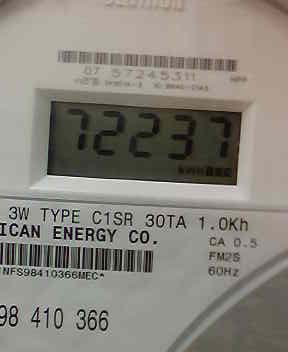 07 57245311
72237
3W TYPE C1SR 30TA 1.0Kh
ICAN ENERGY CO.
CA 0.5
FM2S
60Hz
NFS98410366MEC*
98 410 366